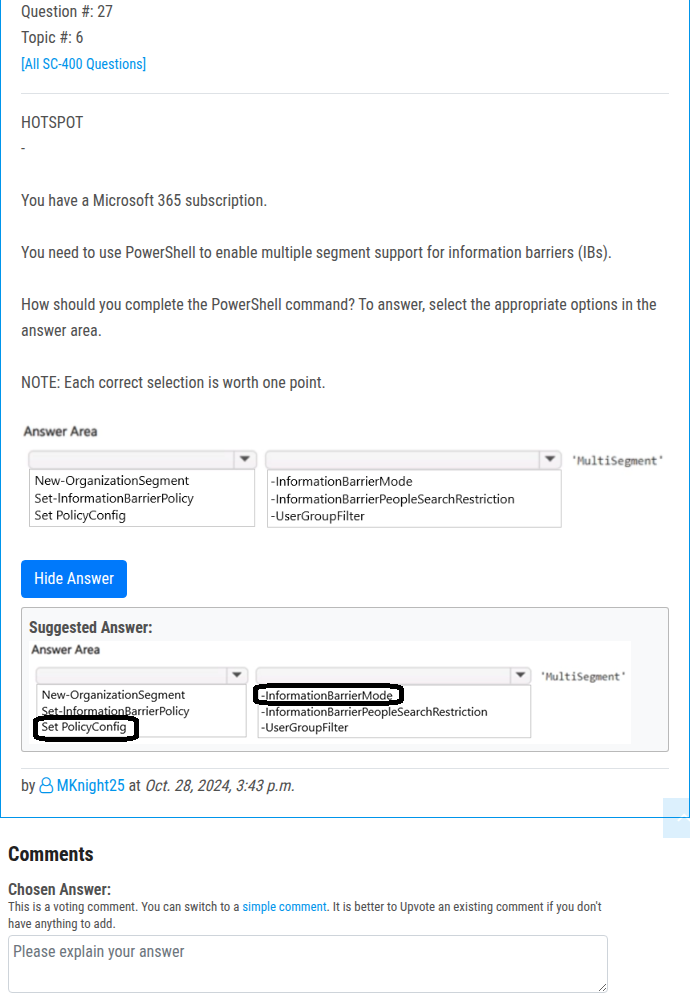 Question #: 27
Topic #: 6
[All SC-400 Questions]
HOTSPOT
-
You have a Microsoft 365 subscription.
You need to use PowerShell to enable multiple segment support for information barriers (IBs).
How should you complete the PowerShell command? To answer, select the appropriate options in the
answer area.
NOTE: Each correct selection is worth one point.
Answer Area
'MultiSegment'
New-OrganizationSegment -InformationBarrierMode
Set-InformationBarrierPolicy -InformationBarrierPeopleSearchRestriction
Set PolicyConfig -UserGroupFilter
Hide Answer
Suggested Answer:
Answer Area
'MultiSegment'
New-OrganizationSegment -InformationBarrierMode
Set-InformationBarrierPolicy -InformationBarrierPeopleSearchRestriction
Set PolicyConfig -UserGroupFilter
by MKnight25 at Oct. 28, 2024, 3:43 p.m.
Comments
Chosen Answer:
This is a voting comment. You can switch to a simple comment. It is better to Upvote an existing comment if you don't
have anything to add.
Please explain your answer